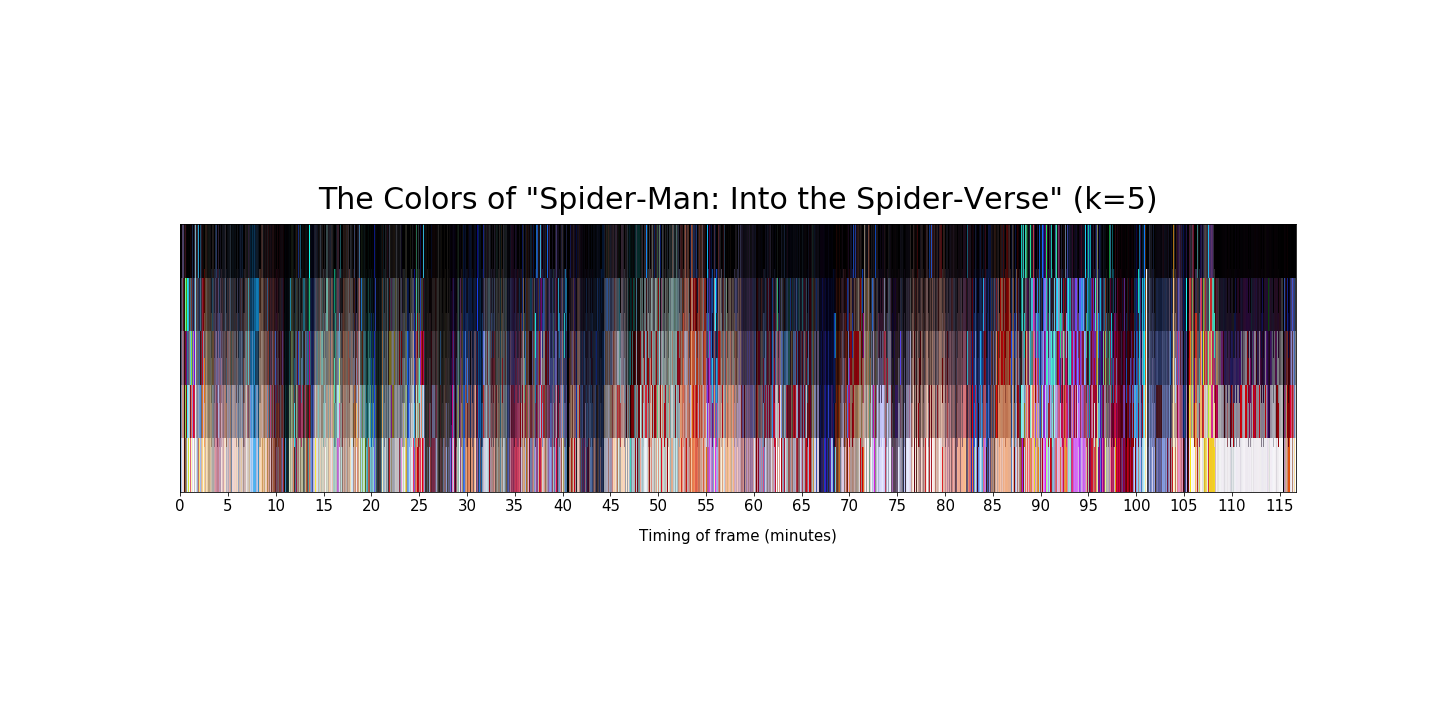 The Colors of "Spider-Man: Into the Spider-Verse" (k=5)
0 5 10 15 20 25 30 35 40 45 50 55 60 65 70 75 80 85 90 95 100 105 110 115
Timing of frame (minutes)